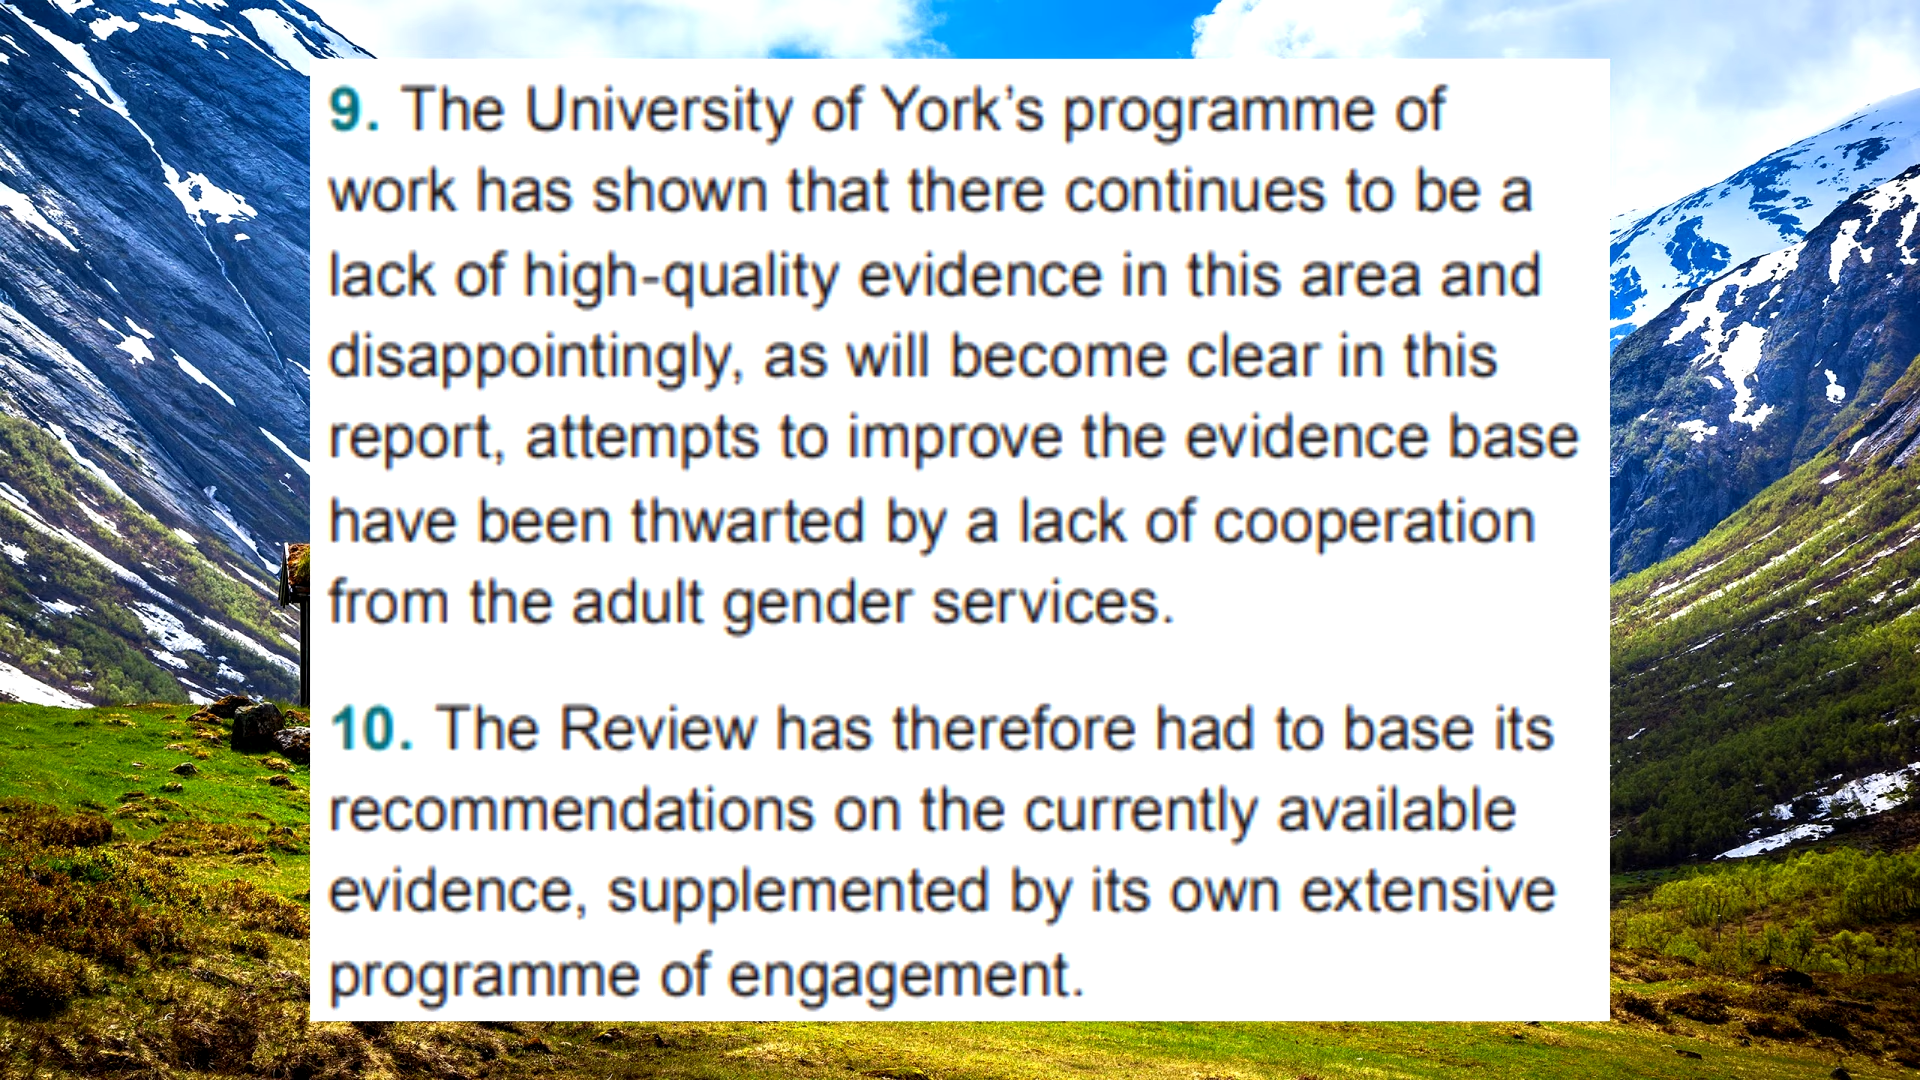 9. The University of York’s programme of
work has shown that there continues to be a
lack of high-quality evidence in this area and
disappointingly, as will become clear in this
report, attempts to improve the evidence base
have been thwarted by a lack of cooperation
from the adult gender services.
10. The Review has therefore had to base its
recommendations on the currently available
evidence, supplemented by its own extensive
programme of engagement.